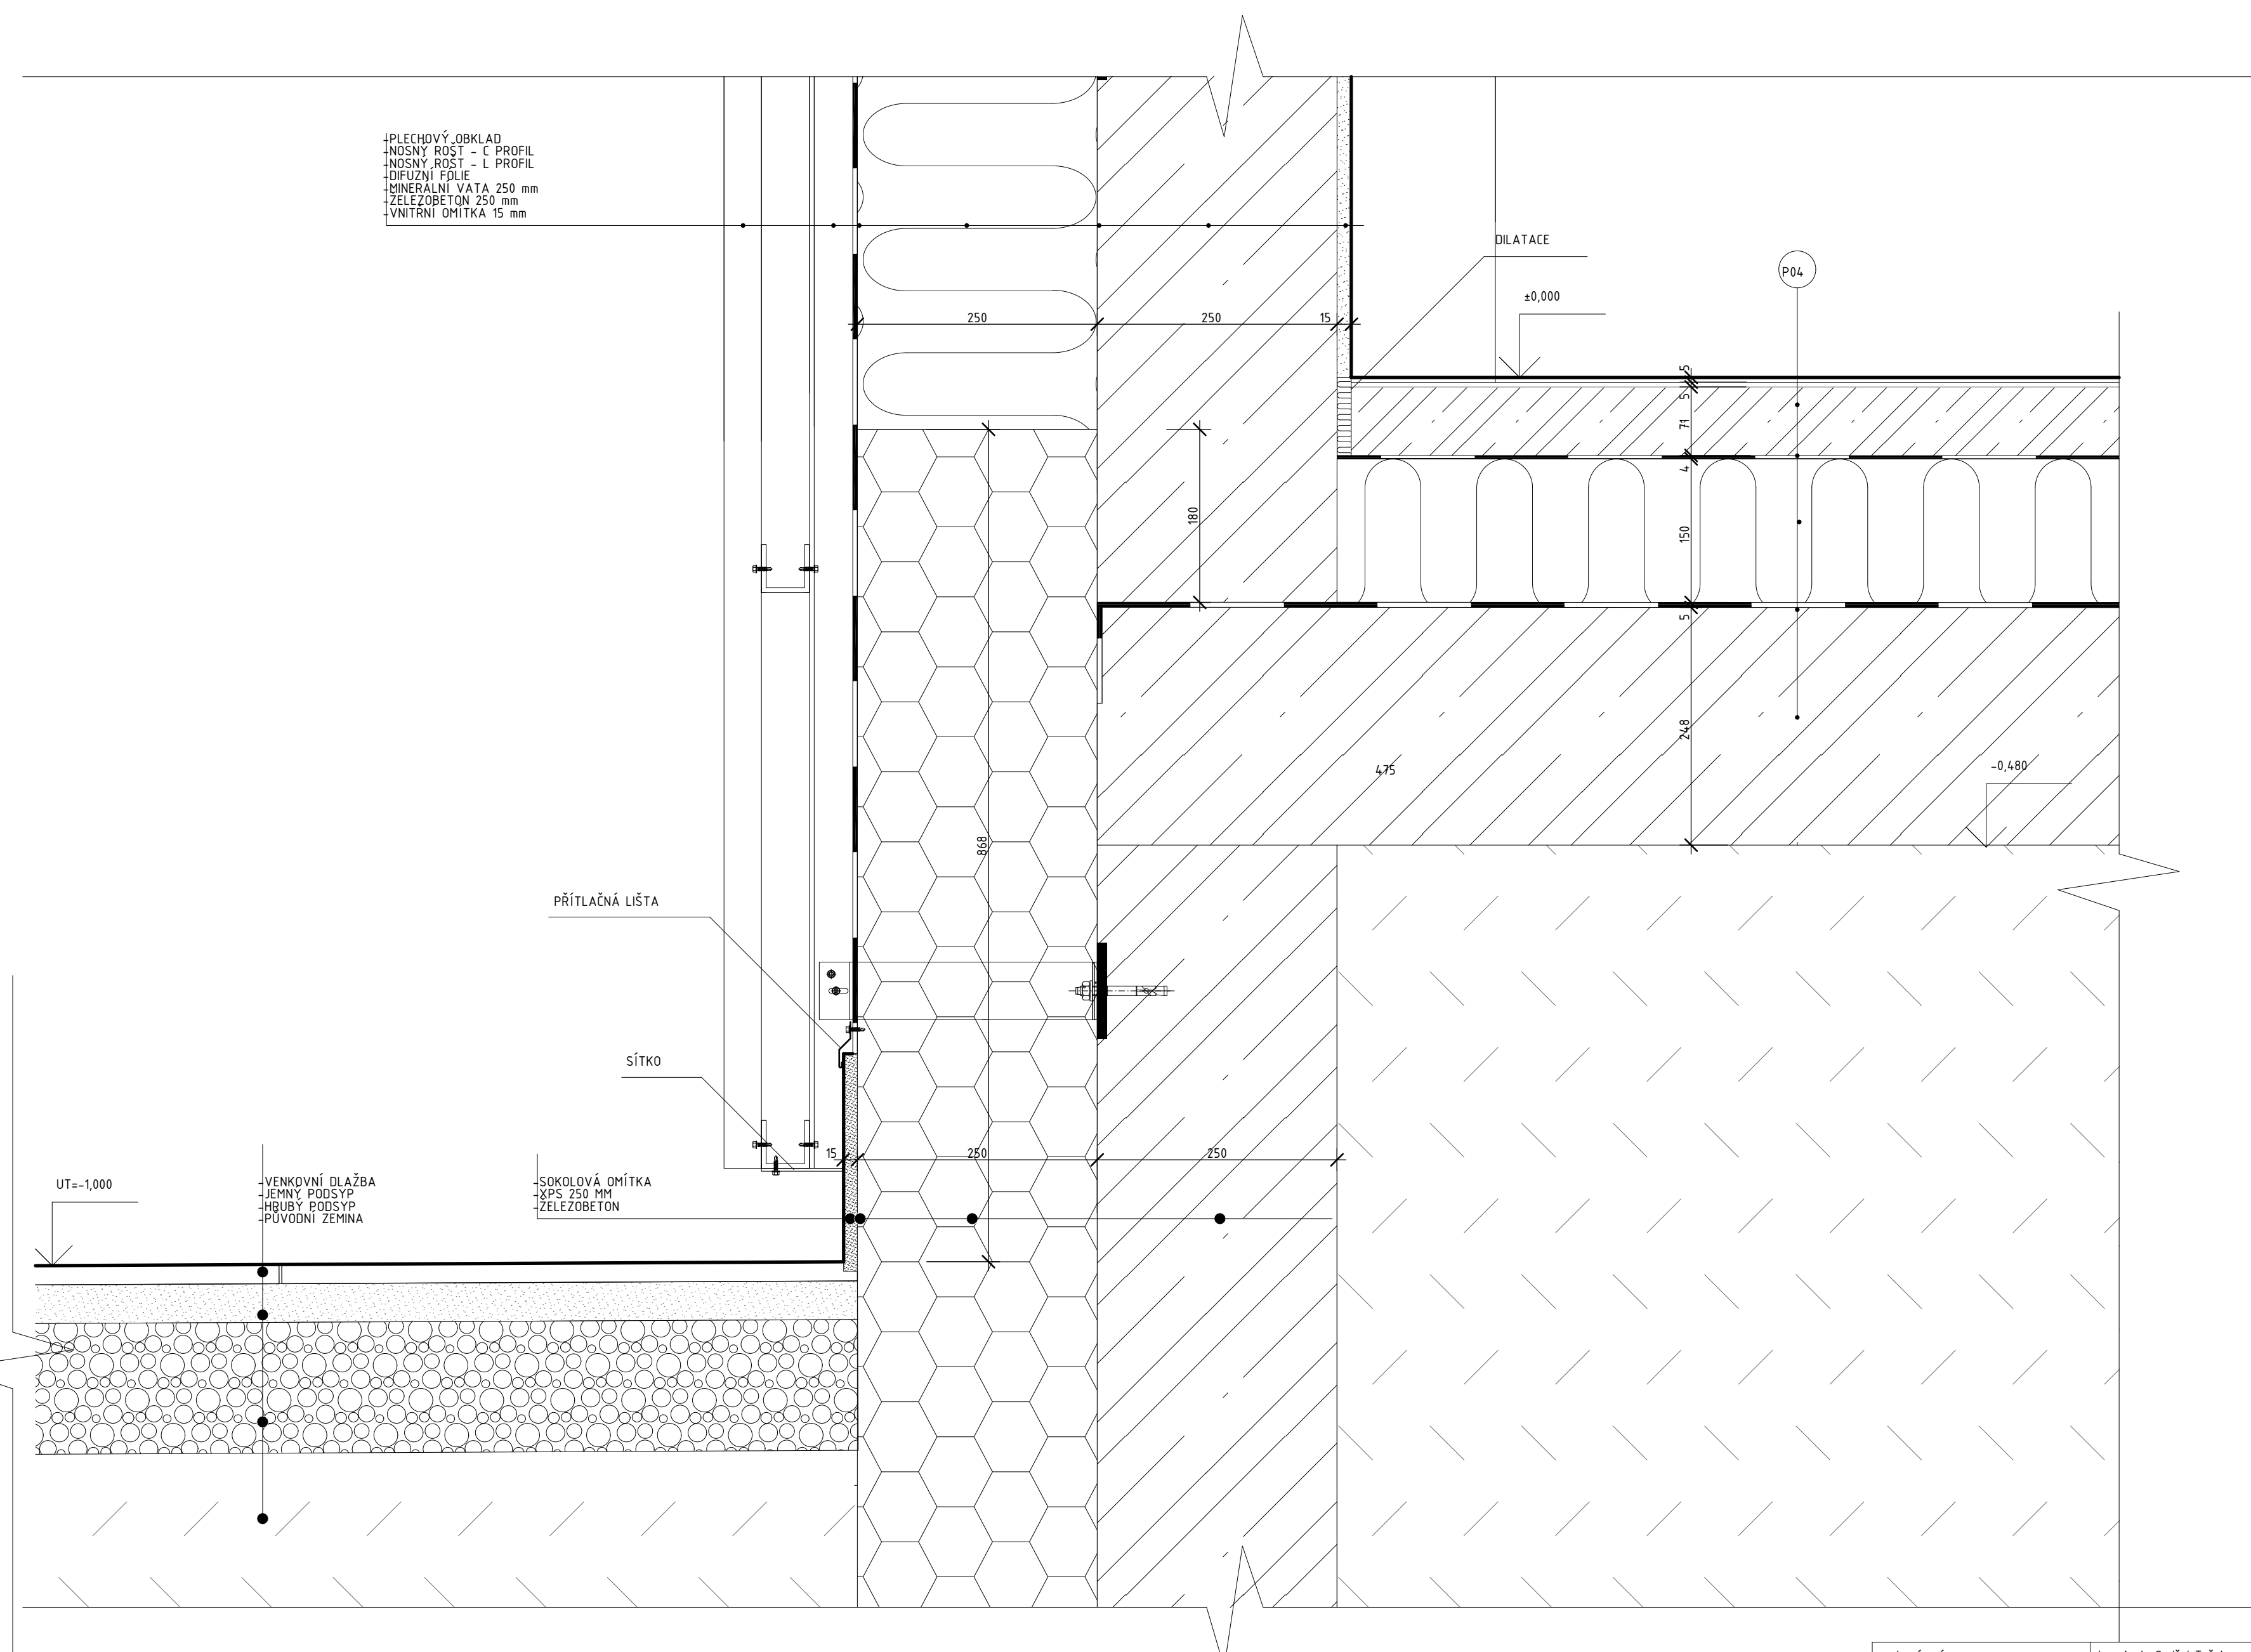 PLECHOVÝ OBKLAD
NOSNÝ ROŠT - C PROFIL
NOSNÝ ROŠT - L PROFIL
DIFUZNÍ FÓLIE
MINERÁLNÍ VATA 250 mm
ŽELEZOBETON 250 mm
VNITŘNÍ OMÍTKA 15 mm
DILATACE
P04
±0,000
250
250
15
5
5
71
4
180
150
5
248
475
-0,480
868
PŘÍTLAČNÁ LIŠTA
SÍTKO
15
250
250
UT=-1,000
VENKOVNÍ DLAŽBA
JEMNÝ PODSYP
HRUBÝ PODSYP
PŮVODNÍ ZEMINA
SOKOLOVÁ OMÍTKA
XPS 250 MM
ŽELEZOBETON